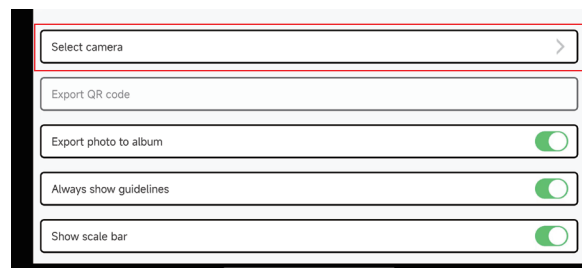 Select camera
Export QR code
Export photo to album
Always show guidelines
Show scale bar